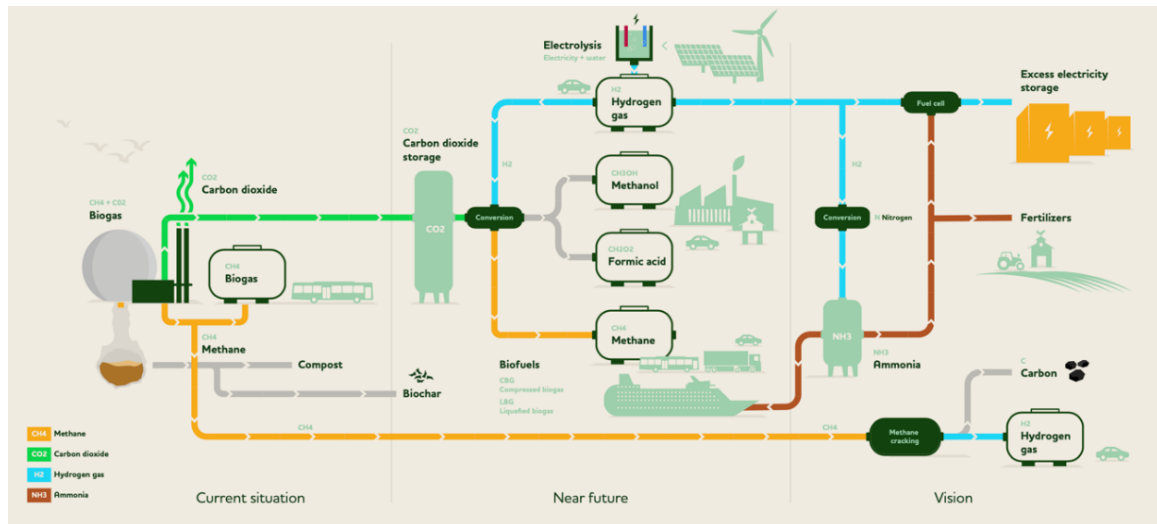 Electrolysis
Electricity + water
H2
Hydrogen
gas
Fuel cell
Excess electricity
storage
CO2
Carbon dioxide
storage
H2
H2
CO2
Carbon dioxide
CH3OH
Methanol
CH4 + C02
Biogas
CO2
Conversion
Conversion
N Nitrogen
Fertilizers
CH4
Biogas
CH2O2
Formic acid
CH4
Methane
CH4
Methane
NH3
NH3
Ammonia
Compost
Biochar
Biofuels
CBG
Compressed biogas
LBG
Liquefied biogas
C
Carbon
CH4
CH4
Methane
cracking
H2
Hydrogen
gas
CH4 Methane
CO2 Carbon dioxide
H2 Hydrogen gas
NH3 Ammonia
Current situation
Near future
Vision